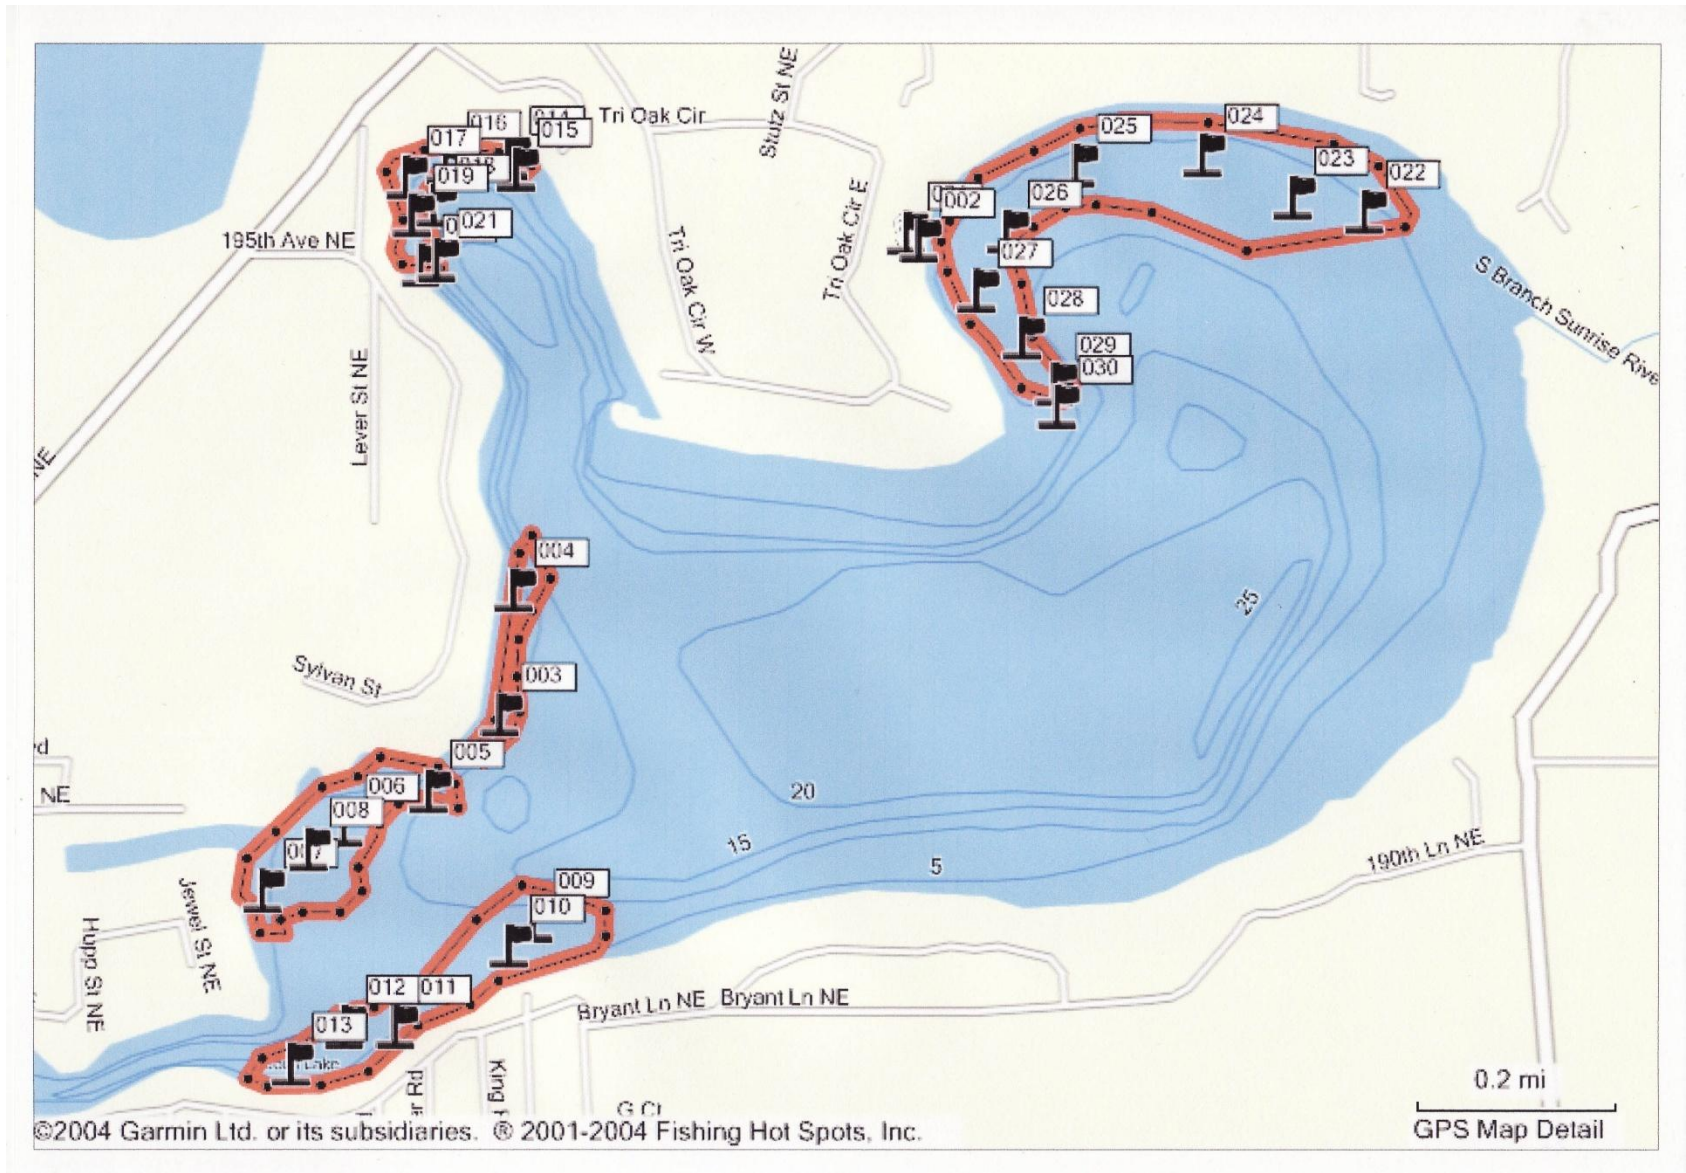 016
015
017
Tri Oak Cir
Stutz St NE
024
025
019
023
022
026
002
021
195th Ave NE
Tri Oak Cir W
Tri Oak Cir E
027
S Branch Sunrise Rive
028
029
030
Lever St NE
NE
004
25
003
Sylvan St
005
006
NE
20
008
15
5
190th Ln NE
009
010
Jewel St NE
Hupp St NE
012
011
Bryant Ln NE
Bryant Ln NE
013
Lake
0.2 mi
©2004 Garmin Ltd. or its subsidiaries. ® 2001-2004 Fishing Hot Spots, Inc.
GPS Map Detail